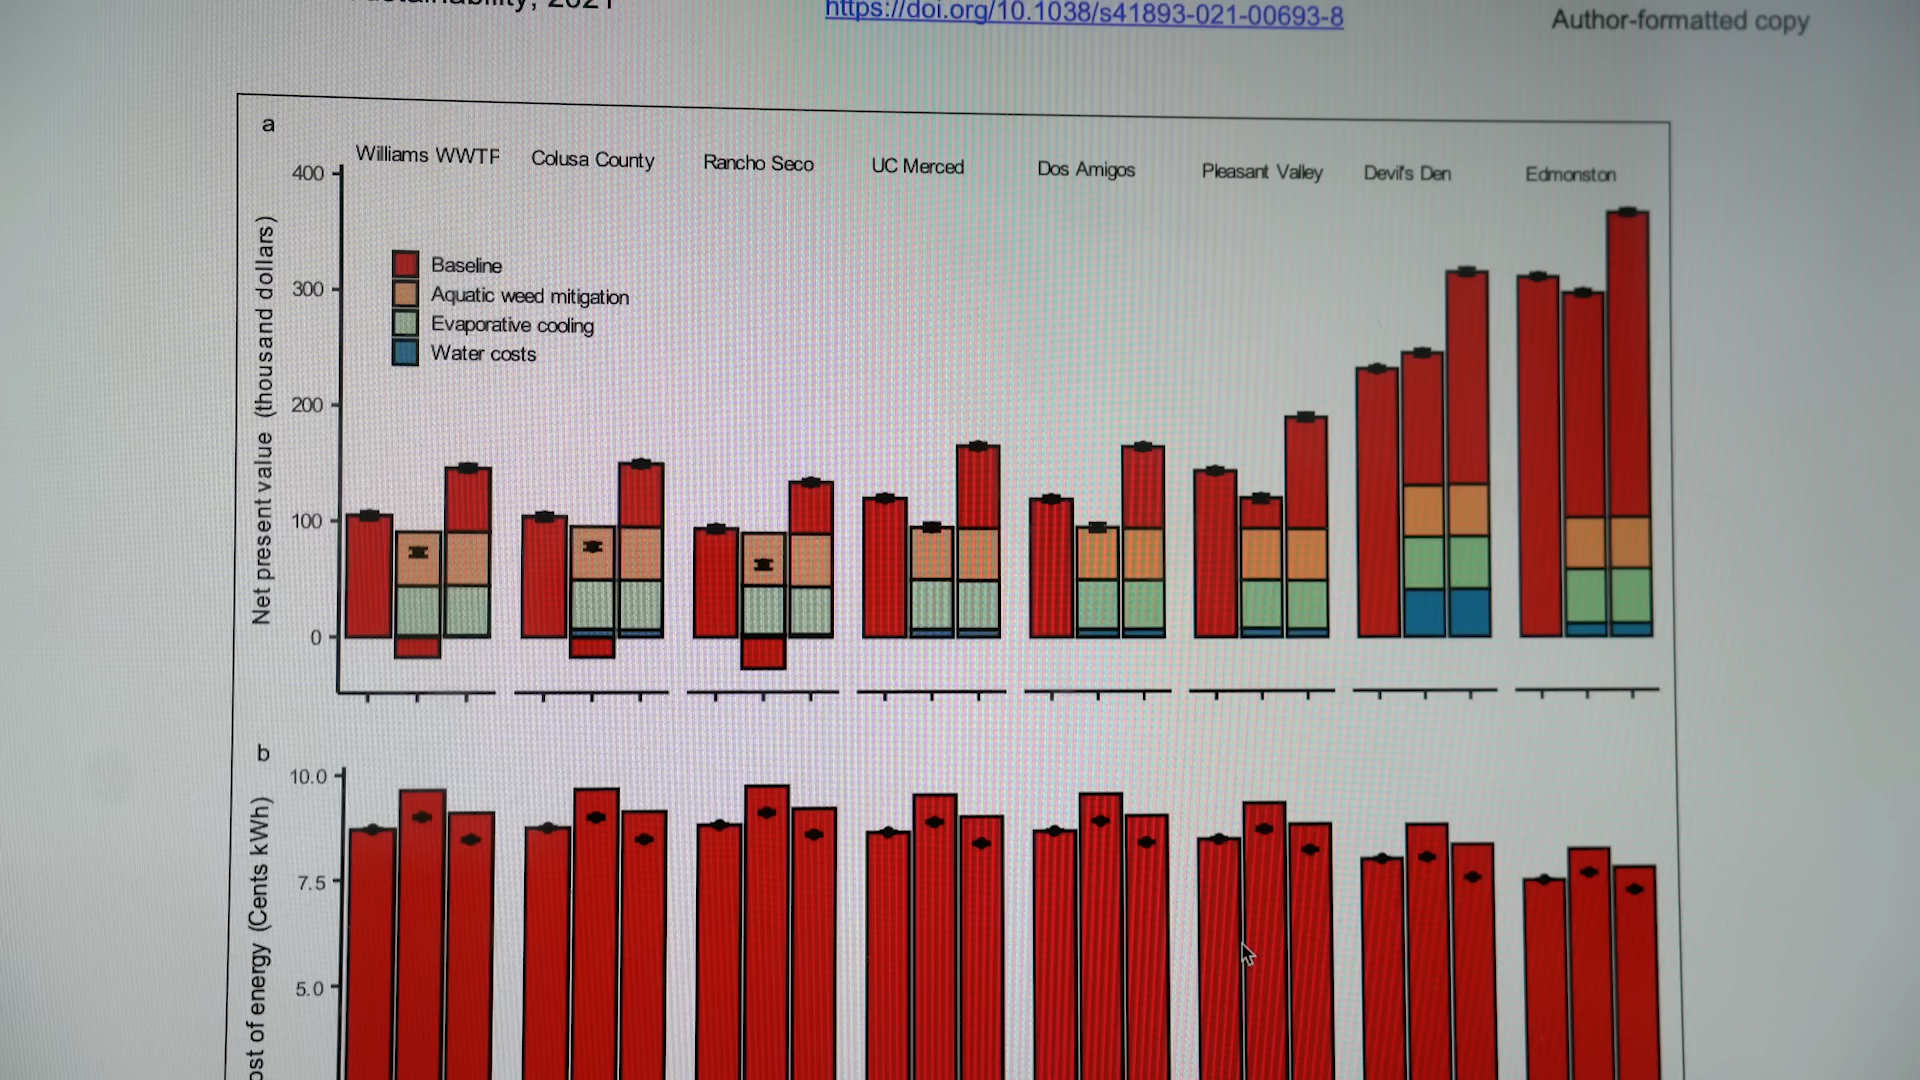 2021
https://doi.org/10.1038/s41893-021-00693-8
Author-formatted copy
a
Williams WWTF
Colusa County
Rancho Seco
UC Merced
Dos Amigos
Pleasant Valley
Devil's Den
Edmonston
Net present value (thousand dollars)
400
300
200
100
0
Baseline
Aquatic weed mitigation
Evaporative cooling
Water costs
b
of energy (Cents kWh)
10.0
7.5
5.0